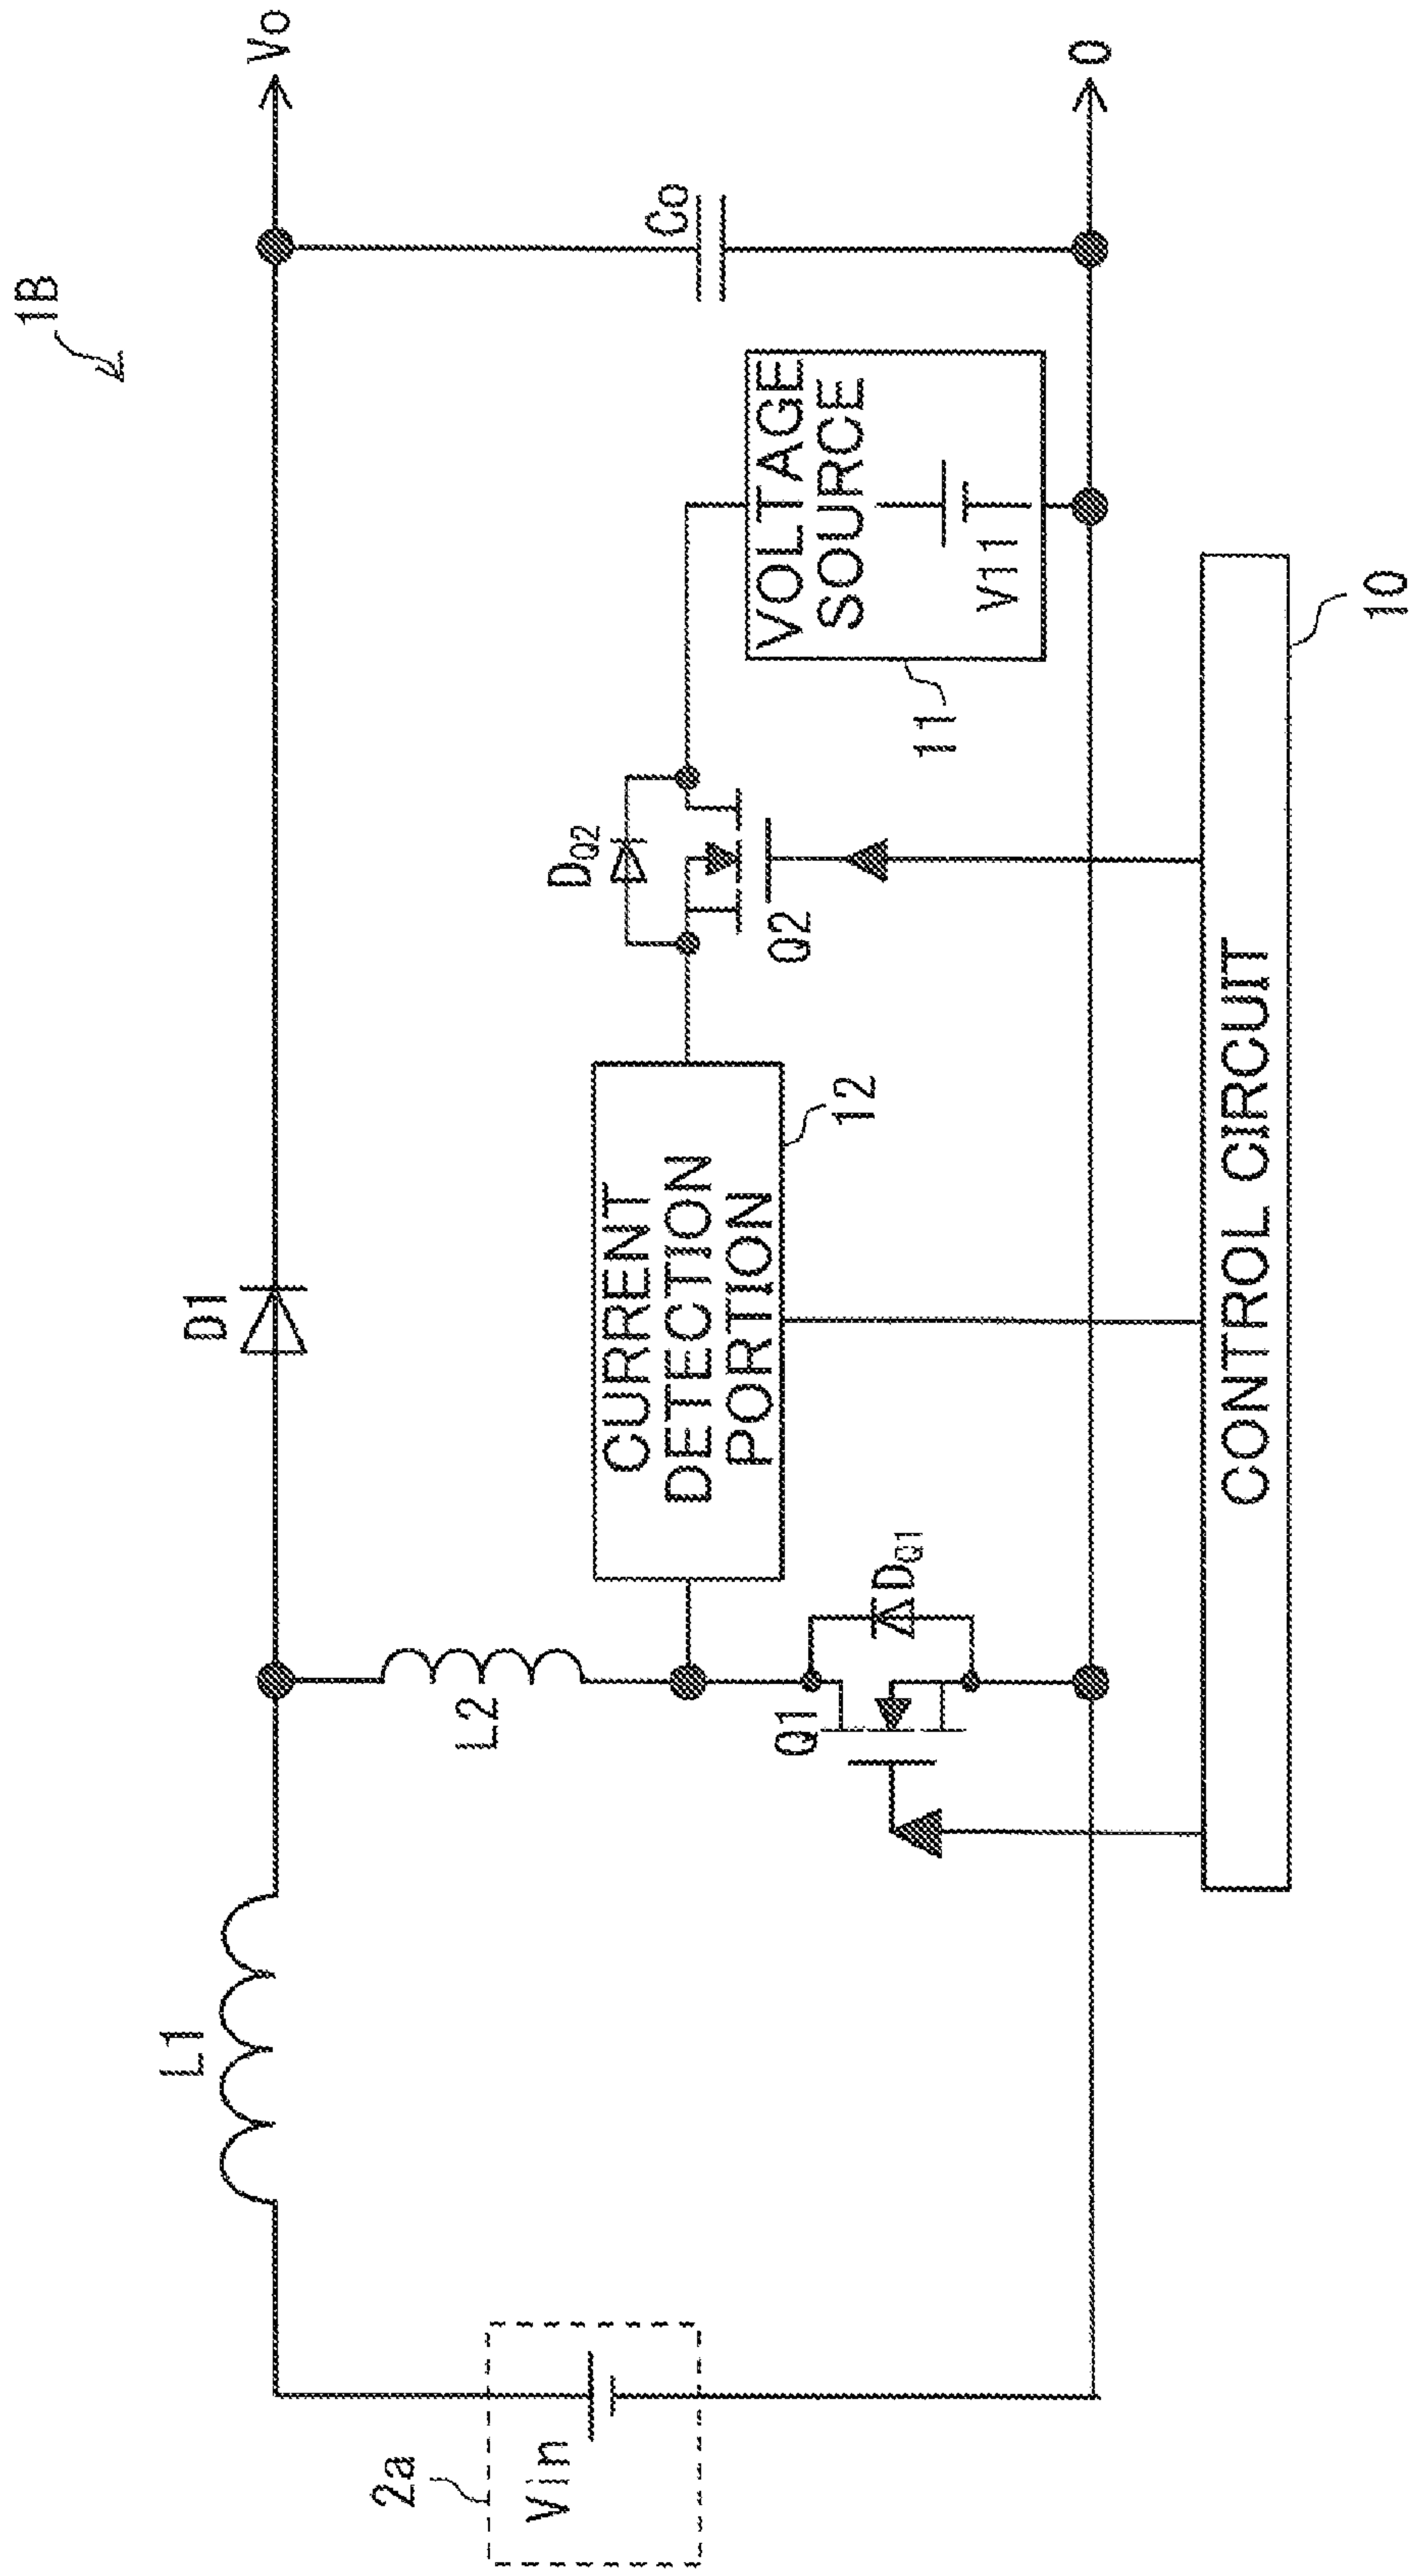 1B
L1
D1
Vo
2a
Vin
L2
CURRENT
DETECTION
PORTION
12
DQ2
Q2
VOLTAGE
SOURCE
V11
11
Co
Q1
DQ1
0
CONTROL CIRCUIT
10